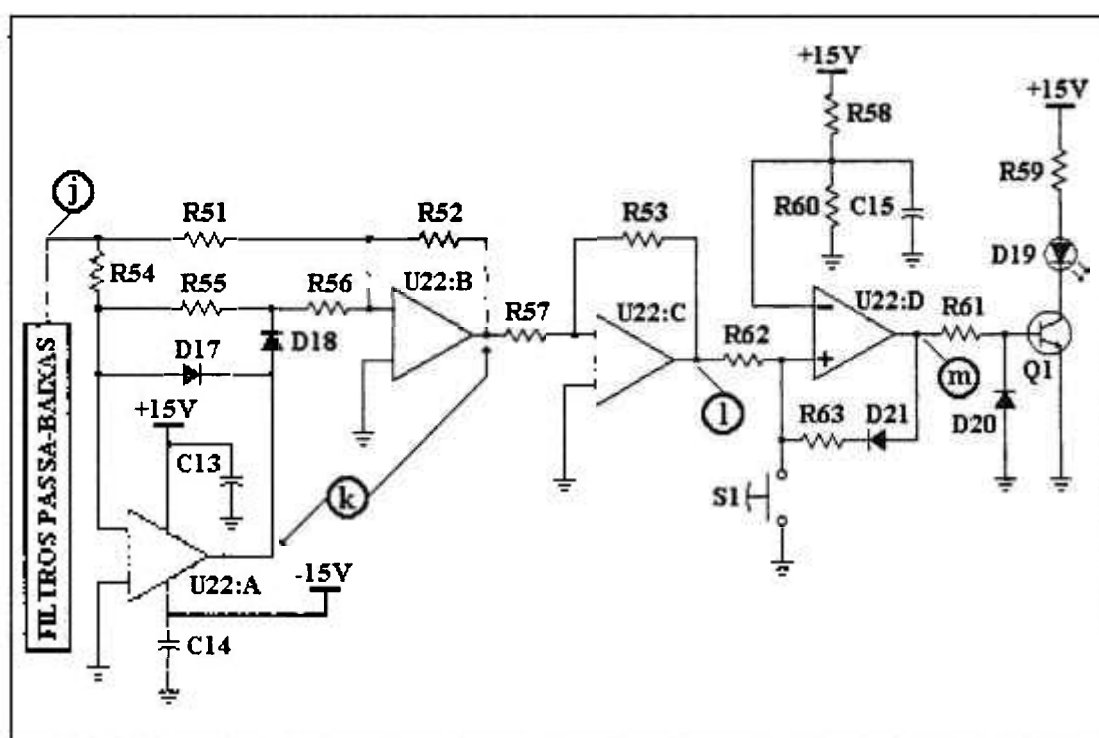 +15V
R58
+15V
R59
j
R51
R52
R53
R60
C15
R54
R55
R56
U22:B
D19
U22:D
R61
R57
U22:C
D18
D17
R62
+
l
m
Q1
+15V
R63
D21
D20
C13
k
S1
FILTROS PASSA-BAIXAS
U22:A
-15V
C14